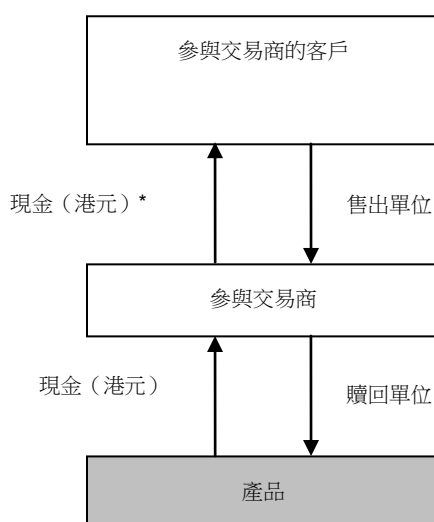 參與交易商的客戶
現金（港元）*
售出單位
參與交易商
現金（港元）
贖回單位
產品